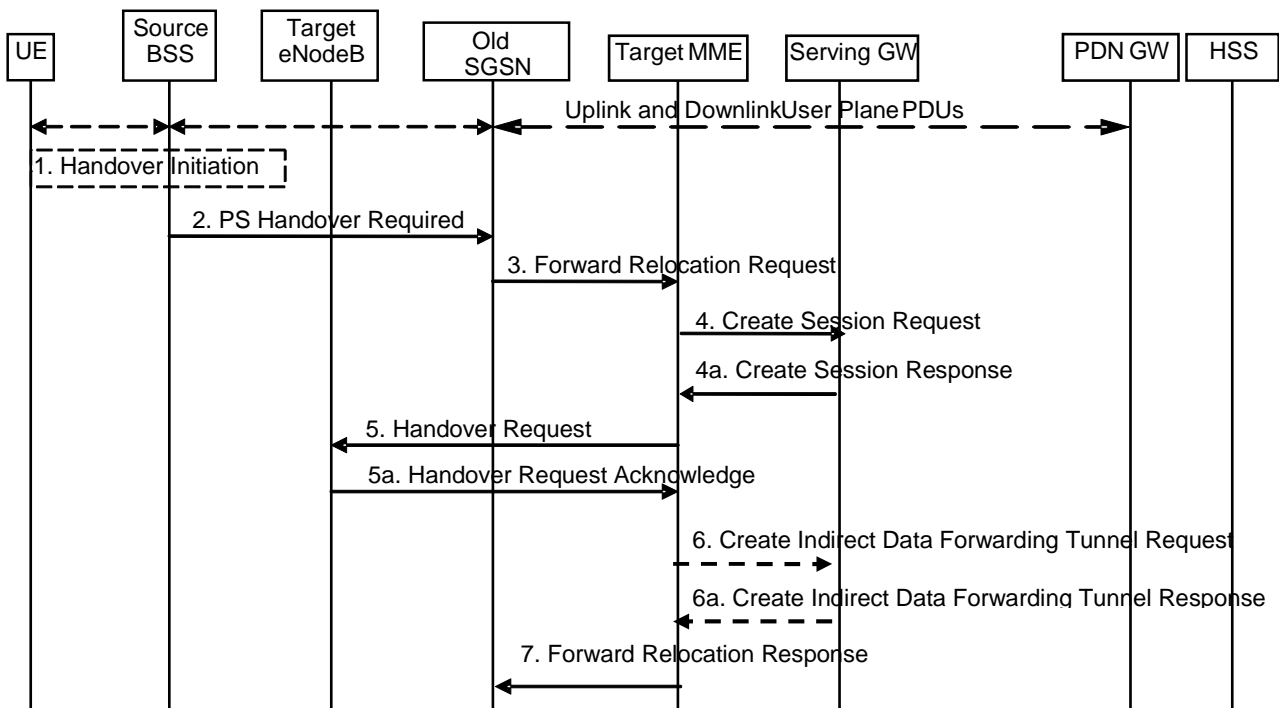 UE
Source
BSS
Target
eNodeB
Old
SGSN
Target MME
Serving GW
PDN GW
HSS
Uplink and DownlinkUser Plane PDUs
1. Handover Initiation
2. PS Handover Required
3. Forward Relocation Request
4. Create Session Request
4a. Create Session Response
5. Handover Request
5a. Handover Request Acknowledge
6. Create Indirect Data Forwarding Tunnel Request
6a. Create Indirect Data Forwarding Tunnel Response
7. Forward Relocation Response